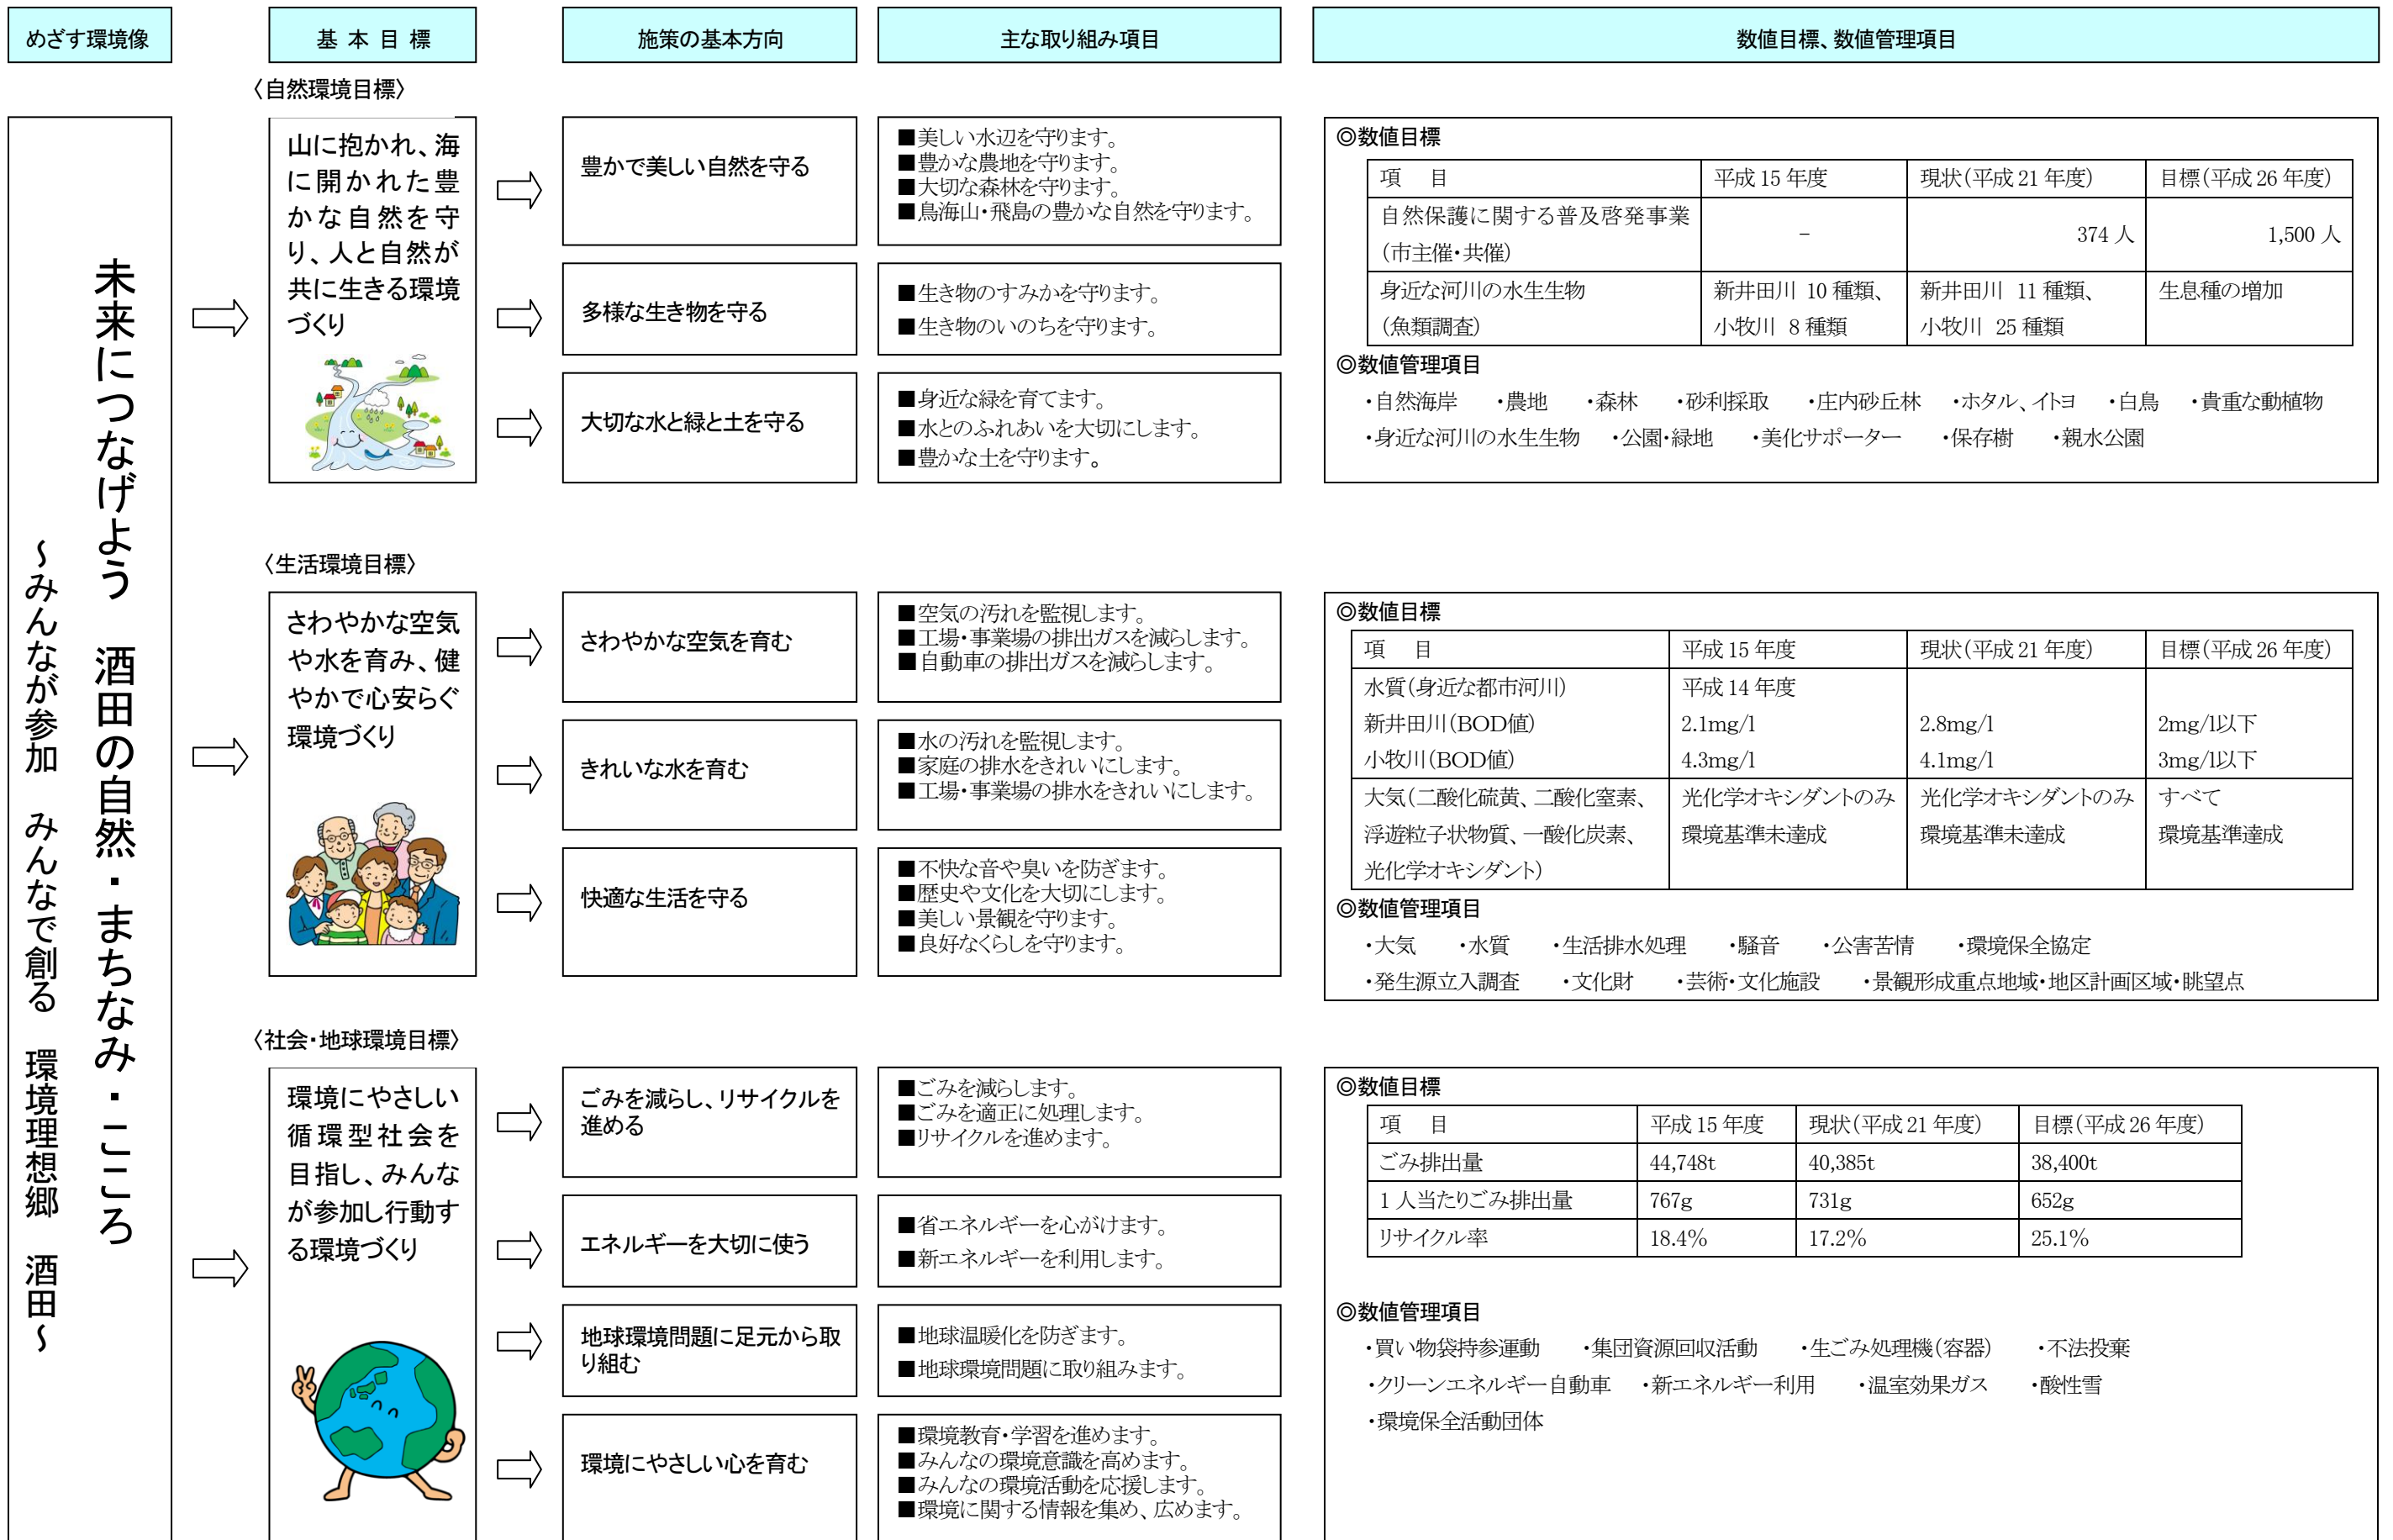 めざす環境像
基本目標
施策の基本方向
主な取り組み項目
数値目標、数値管理項目
未来につなげよう　酒田の自然・まちなみ・こころ
～みんなが参加　みんなで創る　環境理想郷　酒田～
〈自然環境目標〉
山に抱かれ、海
に開かれた豊
かな自然を守
り、人と自然が
共に生きる環境
づくり
豊かで美しい自然を守る
■美しい水辺を守ります。
■豊かな農地を守ります。
■大切な森林を守ります。
■鳥海山・飛島の豊かな自然を守ります。
多様な生き物を守る
■生き物のすみかを守ります。
■生き物のいのちを守ります。
大切な水と緑と土を守る
■身近な緑を育てます。
■水とのふれあいを大切にします。
■豊かな土を守ります。
◎数値目標
項　目　平成15年度　現状（平成21年度）　目標（平成26年度）
自然保護に関する普及啓発事業
（市主催・共催）　－　374人　1,500人
身近な河川の水生生物　新井田川 10種類、　新井田川 11種類、　生息種の増加
（魚類調査）　小牧川 8種類　小牧川 25種類
◎数値管理項目
・自然海岸　・農地　・森林　・砂利採取　・庄内砂丘林　・ホタル、イトヨ　・白鳥　・貴重な動植物
・身近な河川の水生生物　・公園・緑地　・美化サポーター　・保存樹　・親水公園
〈生活環境目標〉
さわやかな空気
や水を育み、健
やかで心安らぐ
環境づくり
さわやかな空気を育む
■空気の汚れを監視します。
■工場・事業場の排出ガスを減らします。
■自動車の排出ガスを減らします。
きれいな水を育む
■水の汚れを監視します。
■家庭の排水をきれいにします。
■工場・事業場の排水をきれいにします。
快適な生活を守る
■不快な音や臭いを防ぎます。
■歴史や文化を大切にします。
■美しい景観を守ります。
■良好なくらしを守ります。
◎数値目標
項　目　平成15年度　現状（平成21年度）　目標（平成26年度）
水質（身近な都市河川）　平成14年度
新井田川（BOD値）　2.1mg/l　2.8mg/l　2mg/l以下
小牧川（BOD値）　4.3mg/l　4.1mg/l　3mg/l以下
大気（二酸化硫黄、二酸化窒素、　光化学オキシダントのみ　光化学オキシダントのみ　すべて
浮遊粒子状物質、一酸化炭素、　環境基準未達成　環境基準未達成　環境基準達成
光化学オキシダント）
◎数値管理項目
・大気　・水質　・生活排水処理　・騒音　・公害苦情　・環境保全協定
・発生源立入調査　・文化財　・芸術・文化施設　・景観形成重点地域・地区計画区域・眺望点
〈社会・地球環境目標〉
環境にやさしい
循環型社会を
目指し、みんな
が参加し行動す
る環境づくり
ごみを減らし、リサイクルを
進める
■ごみを減らします。
■ごみを適正に処理します。
■リサイクルを進めます。
エネルギーを大切に使う
■省エネルギーを心がけます。
■新エネルギーを利用します。
地球環境問題に足元から取
り組む
■地球温暖化を防ぎます。
■地球環境問題に取り組みます。
環境にやさしい心を育む
■環境教育・学習を進めます。
■みんなの環境意識を高めます。
■みんなの環境活動を応援します。
■環境に関する情報を集め、広めます。
◎数値目標
項　目　平成15年度　現状（平成21年度）　目標（平成26年度）
ごみ排出量　44,748t　40,385t　38,400t
1人当たりごみ排出量　767g　731g　652g
リサイクル率　18.4%　17.2%　25.1%
◎数値管理項目
・買い物袋持参運動　・集団資源回収活動　・生ごみ処理機（容器）　・不法投棄
・クリーンエネルギー自動車　・新エネルギー利用　・温室効果ガス　・酸性雪
・環境保全活動団体